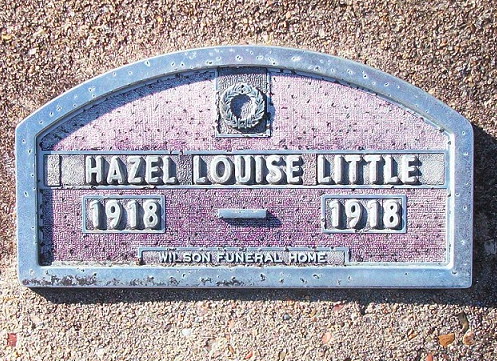 HAZEL LOUISE LITTLE
1918 - 1918
WILSON FUNERAL HOME